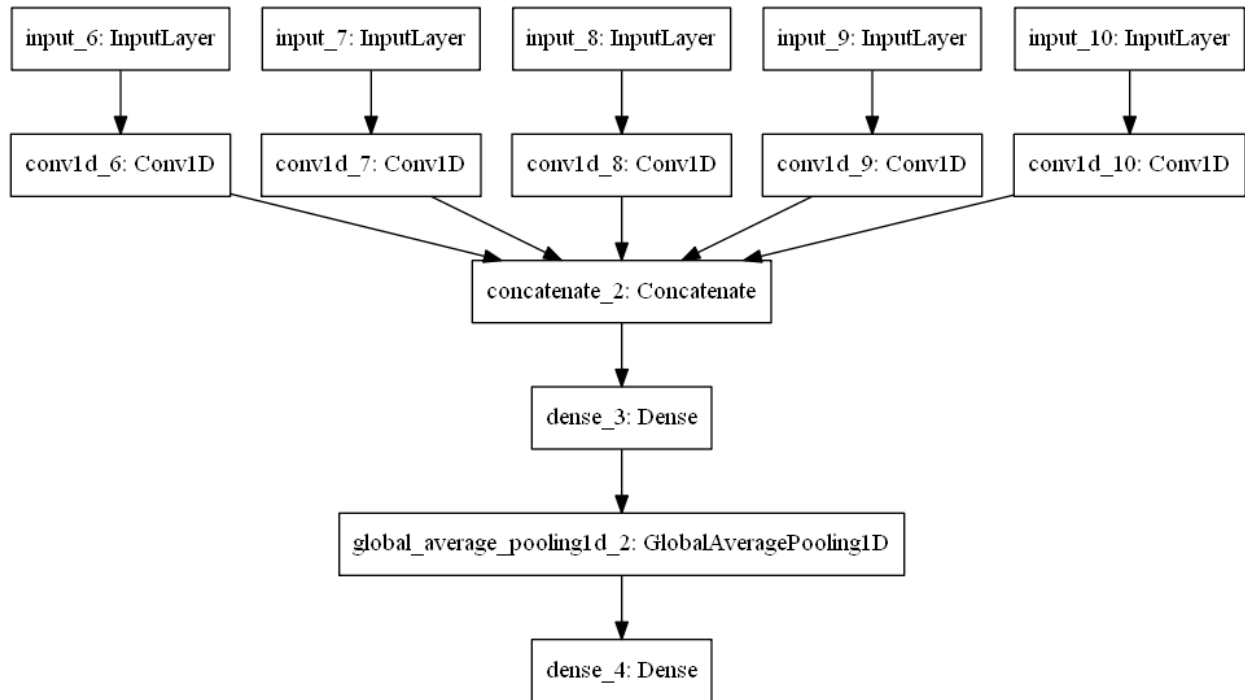 input_6: InputLayer
input_7: InputLayer
input_8: InputLayer
input_9: InputLayer
input_10: InputLayer
conv1d_6: Conv1D
conv1d_7: Conv1D
conv1d_8: Conv1D
conv1d_9: Conv1D
conv1d_10: Conv1D
concatenate_2: Concatenate
dense_3: Dense
global_average_pooling1d_2: GlobalAveragePooling1D
dense_4: Dense